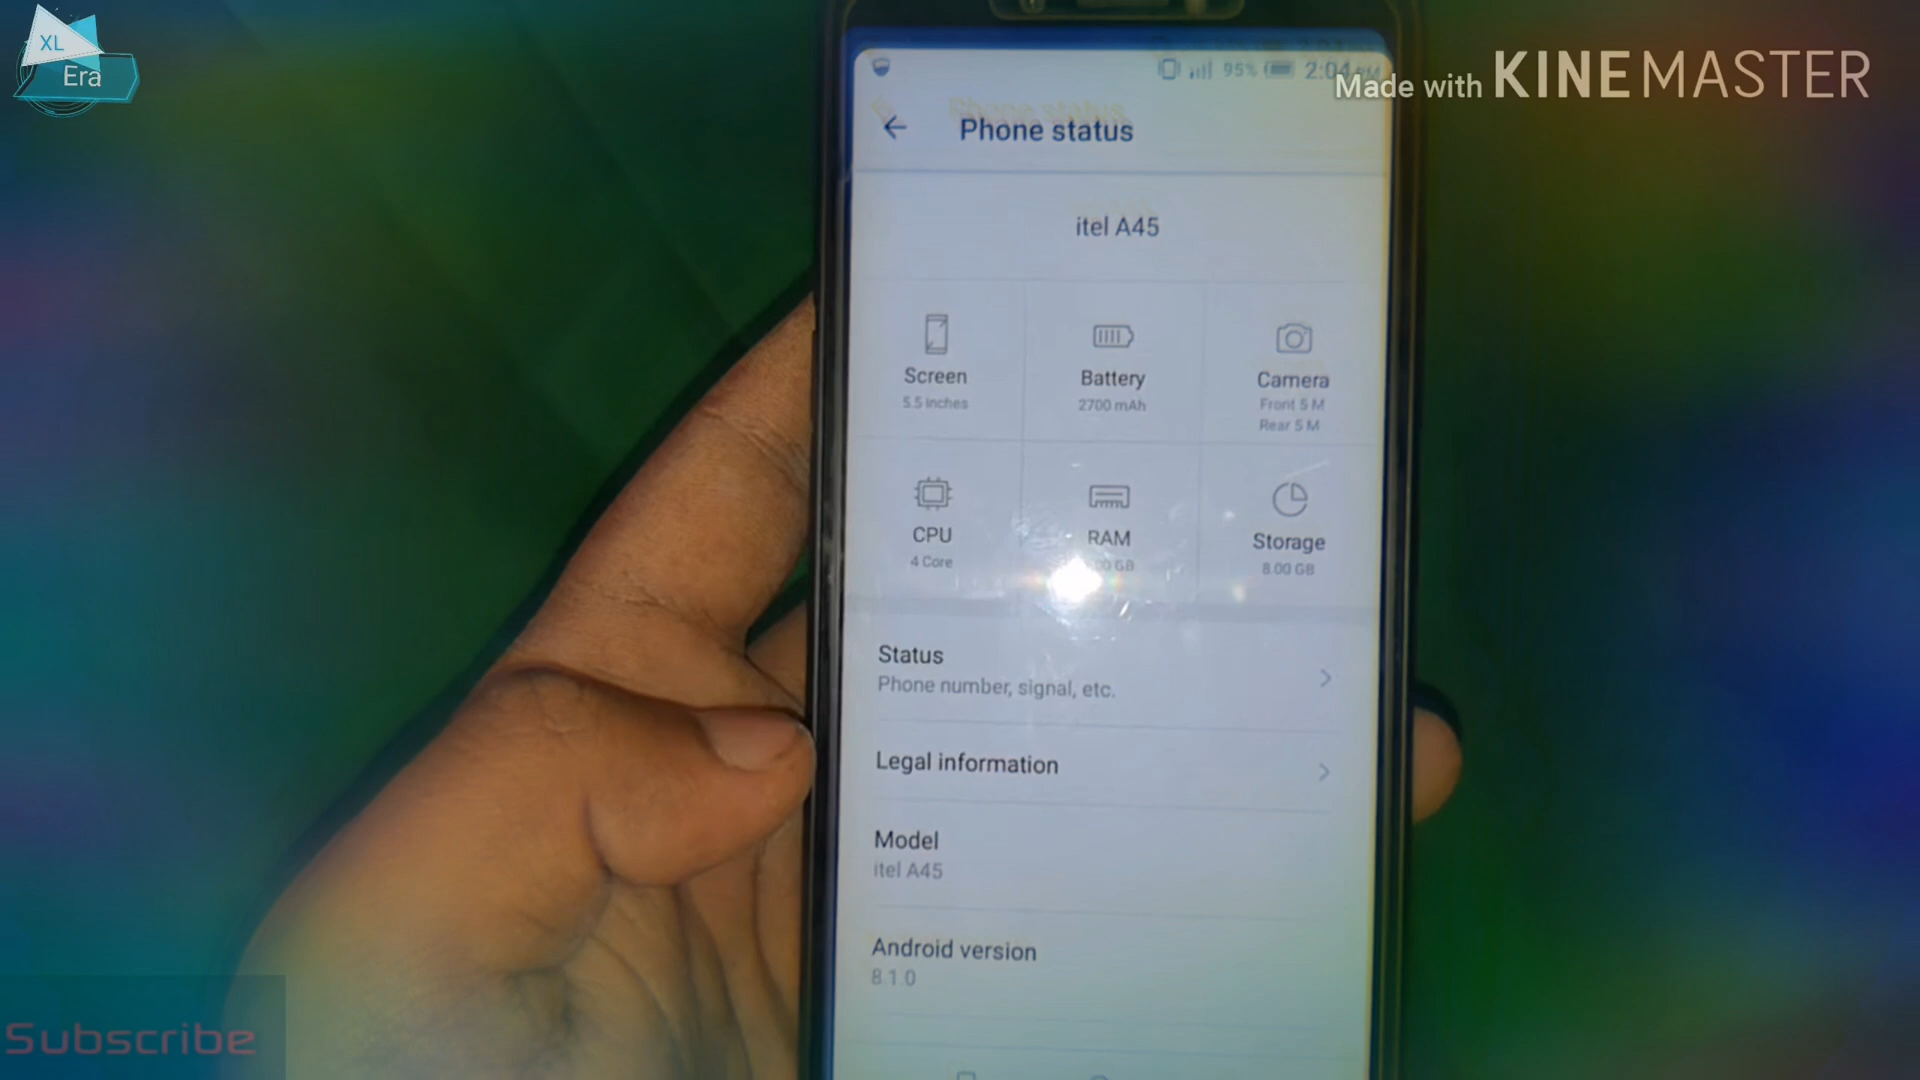 XL
Era
95%
Made with KINEMASTER
Phone status
itel A45
Screen
5.5 inches
Battery
2700 mAh
Camera
Front 5 M
Rear 5 M
CPU
4 Core
RAM
GB
Storage
8.00 GB
Status
Phone number, signal, etc.
Legal information
Model
itel A45
Android version
8.1.0
Subscribe